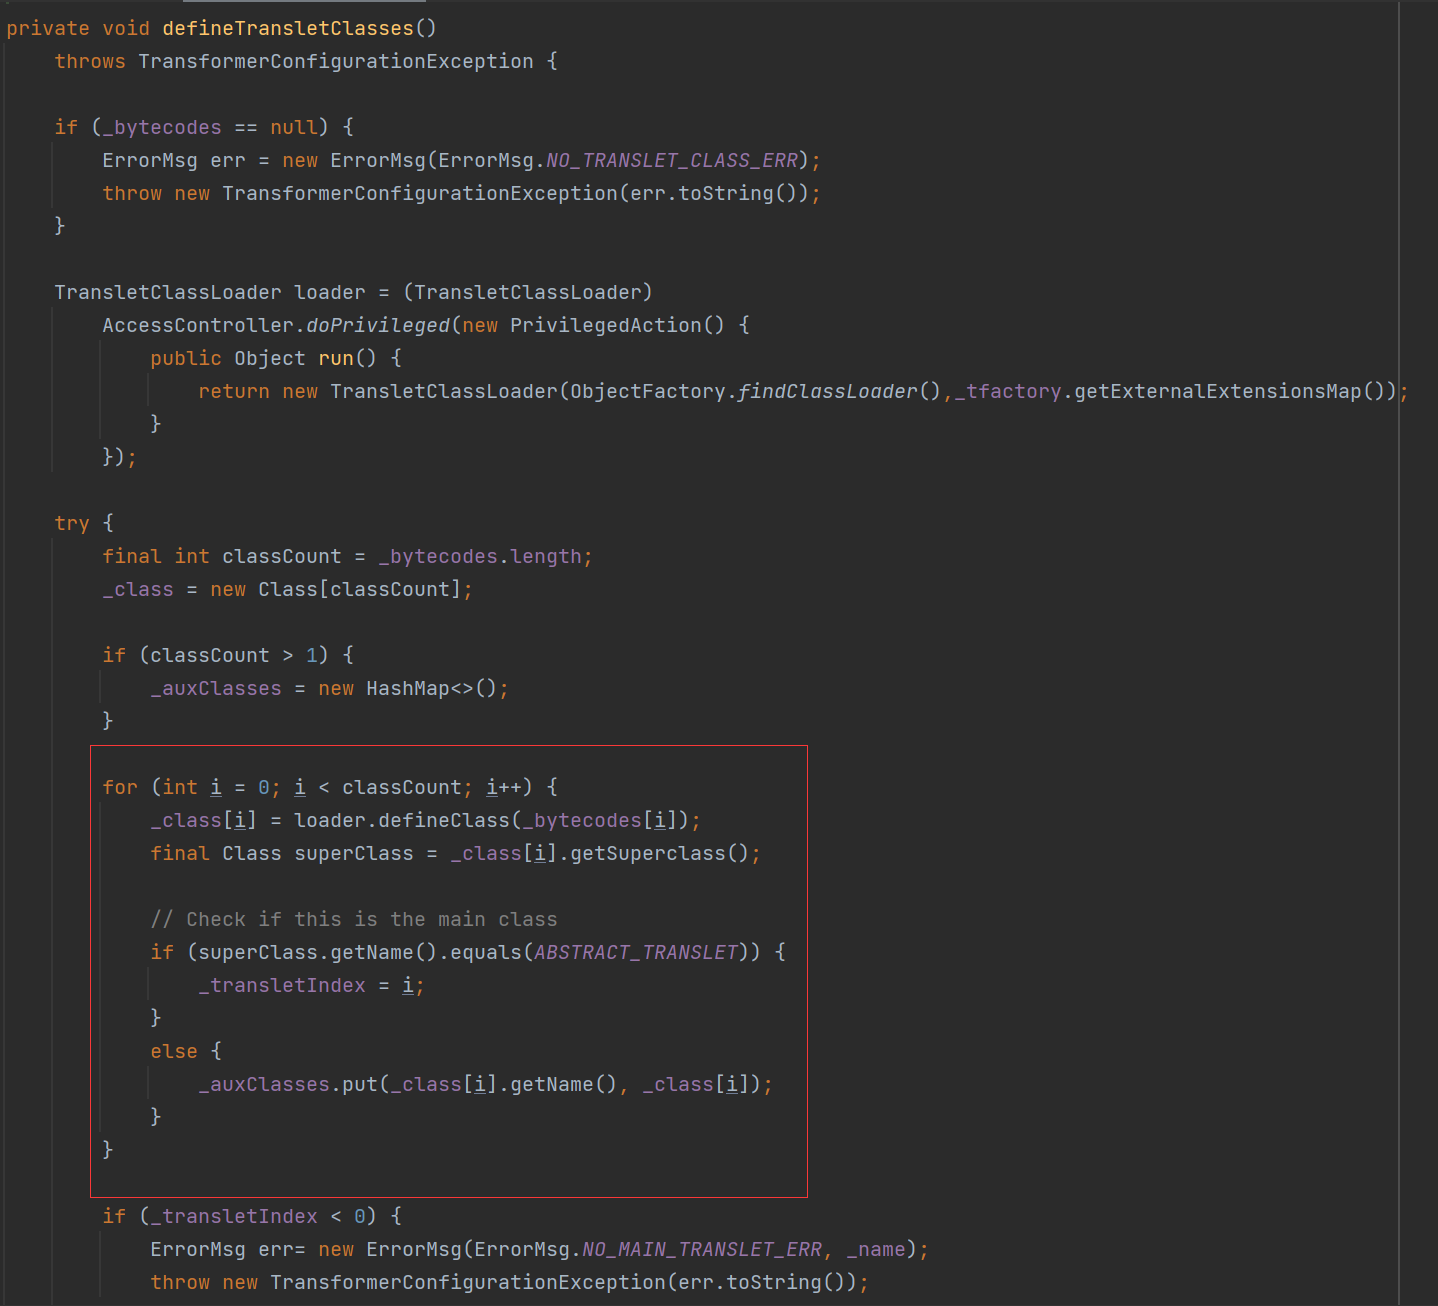 private void defineTransletClasses()
    throws TransformerConfigurationException {

    if (_bytecodes == null) {
        ErrorMsg err = new ErrorMsg(ErrorMsg.NO_TRANSLET_CLASS_ERR);
        throw new TransformerConfigurationException(err.toString());
    }

    TransletClassLoader loader = (TransletClassLoader)
        AccessController.doPrivileged(new PrivilegedAction() {
            public Object run() {
                return new TransletClassLoader(ObjectFactory.findClassLoader(),_tfactory.getExternalExtensionsMap());
            }
        });

    try {
        final int classCount = _bytecodes.length;
        _class = new Class[classCount];

        if (classCount > 1) {
            _auxClasses = new HashMap<>();
        }

        for (int i = 0; i < classCount; i++) {
            _class[i] = loader.defineClass(_bytecodes[i]);
            final Class superClass = _class[i].getSuperclass();

            // Check if this is the main class
            if (superClass.getName().equals(ABSTRACT_TRANSLET)) {
                _transletIndex = i;
            }
            else {
                _auxClasses.put(_class[i].getName(), _class[i]);
            }
        }

        if (_transletIndex < 0) {
            ErrorMsg err= new ErrorMsg(ErrorMsg.NO_MAIN_TRANSLET_ERR, _name);
            throw new TransformerConfigurationException(err.toString());